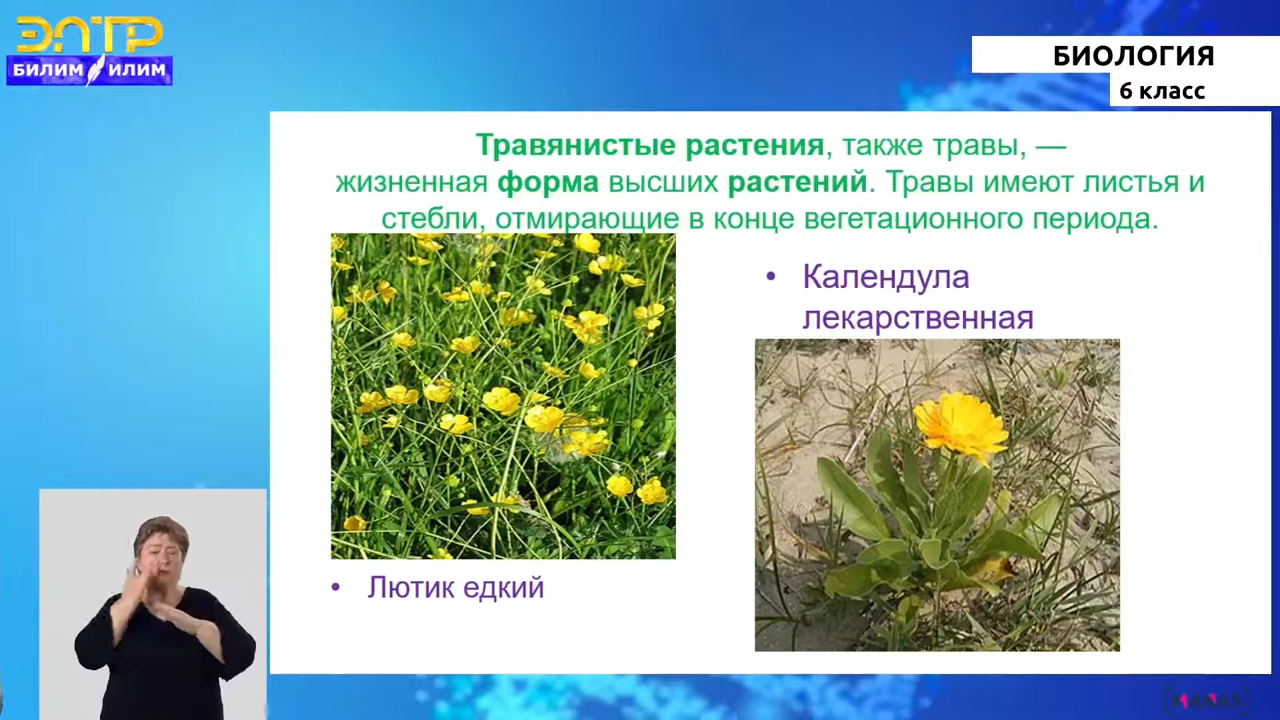 ЭЛТР
БИЛИМ ИЛИМ
БИОЛОГИЯ
6 класс
Травянистые растения, также травы, —
жизненная форма высших растений. Травы имеют листья и
стебли, отмирающие в конце вегетационного периода.
• Календула
лекарственная
• Лютик едкий
MANAS